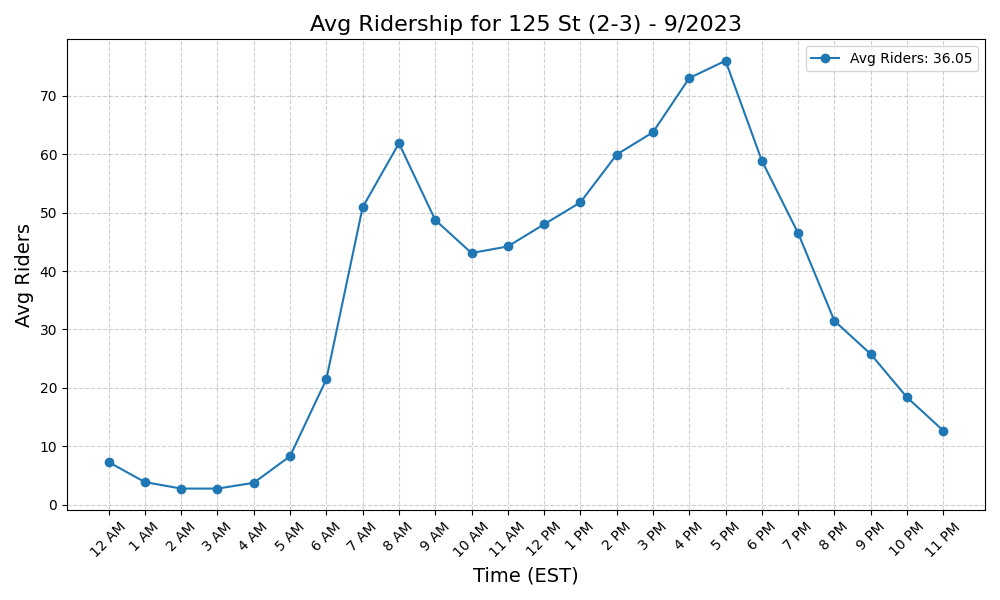 Avg Ridership for 125 St (2-3) - 9/2023
Avg Riders: 36.05
Avg Riders
70
60
50
40
30
20
10
0
12 AM
1 AM
2 AM
3 AM
4 AM
5 AM
6 AM
7 AM
8 AM
9 AM
10 AM
11 AM
12 PM
1 PM
2 PM
3 PM
4 PM
5 PM
6 PM
7 PM
8 PM
9 PM
10 PM
11 PM
Time (EST)